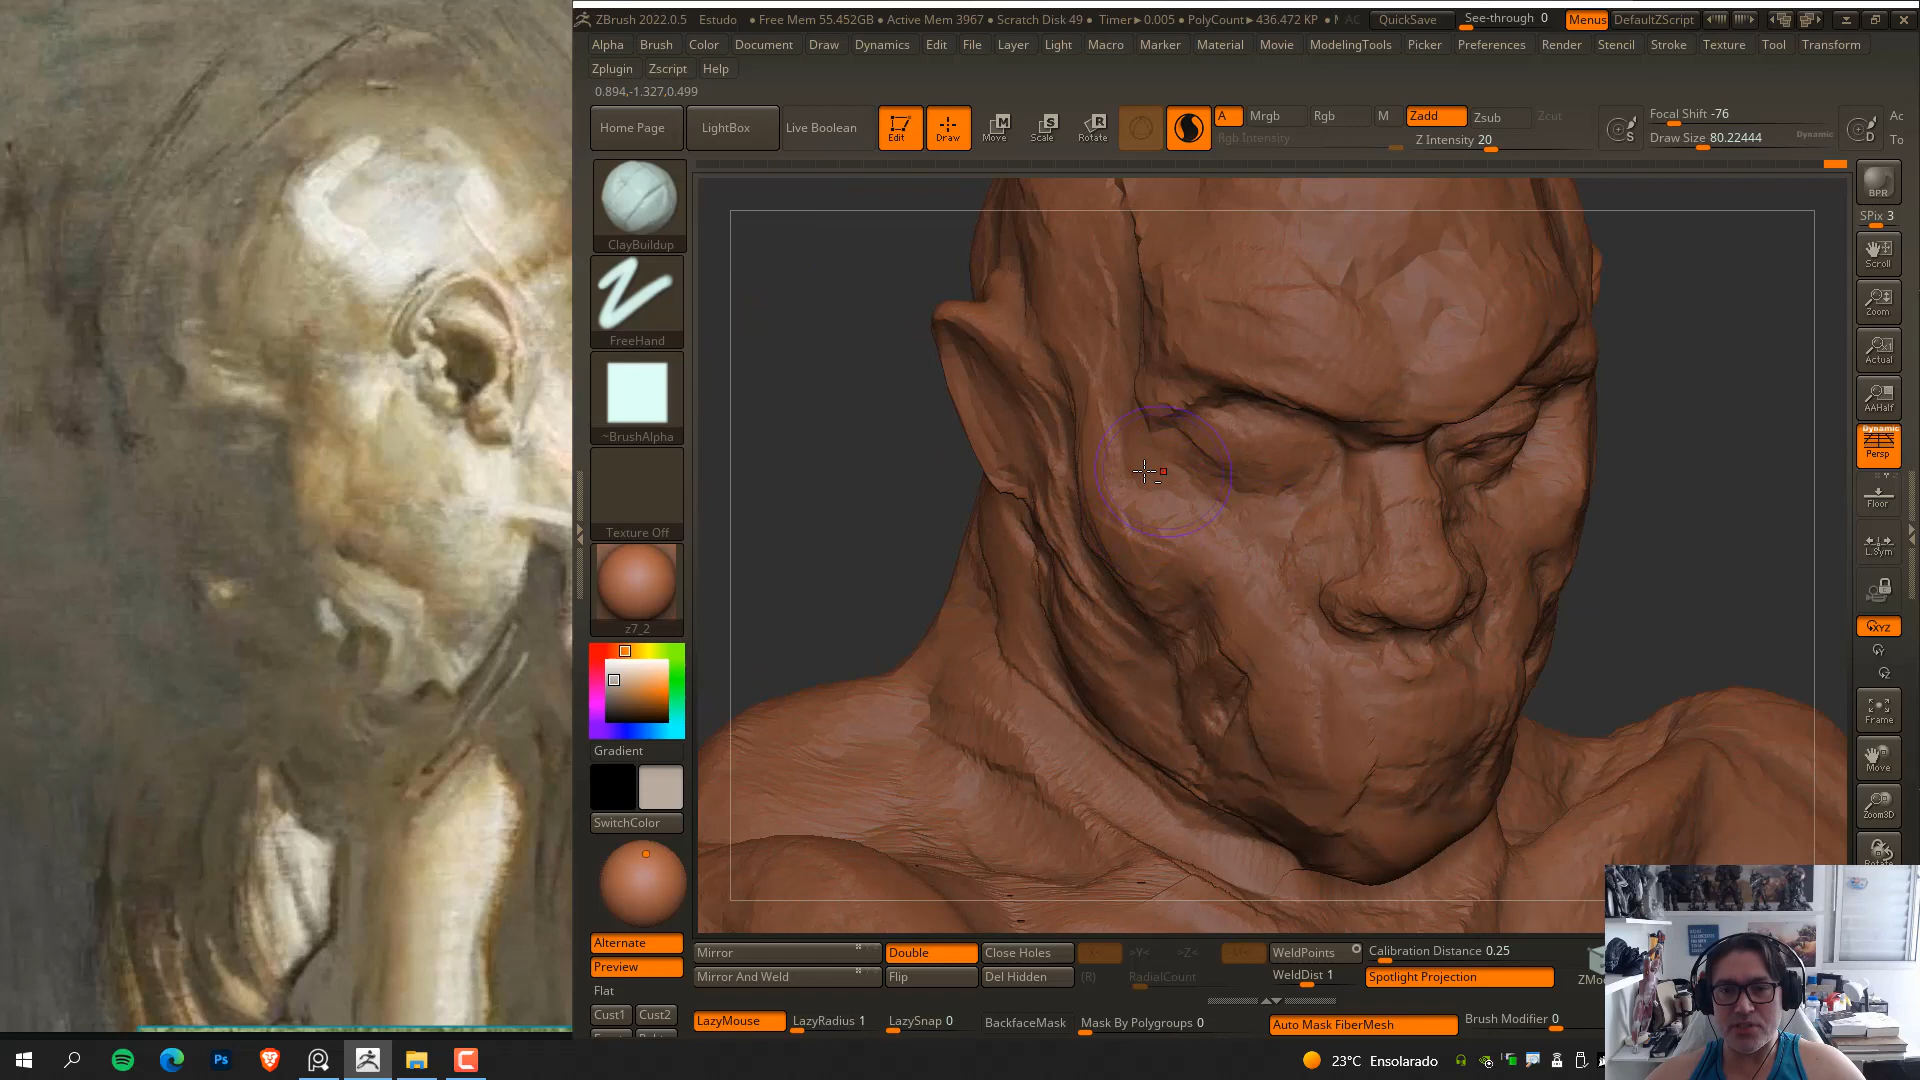 ZBrush 2022.0.5 Estudo ● Free Mem 55.452GB ● Active Mem 3967 ● Scratch Disk 49 ● Timer►0.005 ● PolyCount►436.472 KP ● M AC QuickSave See-through 0 Menus DefaultZScript
Alpha Brush Color Document Draw Dynamics Edit File Layer Light Macro Marker Material Movie ModelingTools Picker Preferences Render Stencil Stroke Texture Tool Transform
Zplugin Zscript Help
0.894,-1.327,0.499
Home Page LightBox Live Boolean Edit Draw Move Scale Rotate A Mrgb Rgb M Zadd Zsub Zcut Focal Shift -76 Ac
Rgb Intensity Z Intensity 20 Draw Size 80.22444 Dynamic To
M S R S D
ClayBuildup
FreeHand
~BrushAlpha
Texture Off
z7_2
Gradient
SwitchColor
Alternate
Preview
Flat
Cust1 Cust2
BPR
SPix 3
Scroll
Zoom
Actual
AAHalf
Dynamic
Persp
Floor
L.Sym
XYZ
Y
Z
Frame
Move
Zoom3D
Rotate
Mirror Double Close Holes >Y< >Z< WeldPoints Calibration Distance 0.25
Mirror And Weld Flip Del Hidden (R) RadialCount WeldDist 1 Spotlight Projection
LazyMouse LazyRadius 1 LazySnap 0 BackfaceMask Mask By Polygroups 0 Auto Mask FiberMesh Brush Modifier 0
Ps
23°C Ensolarado